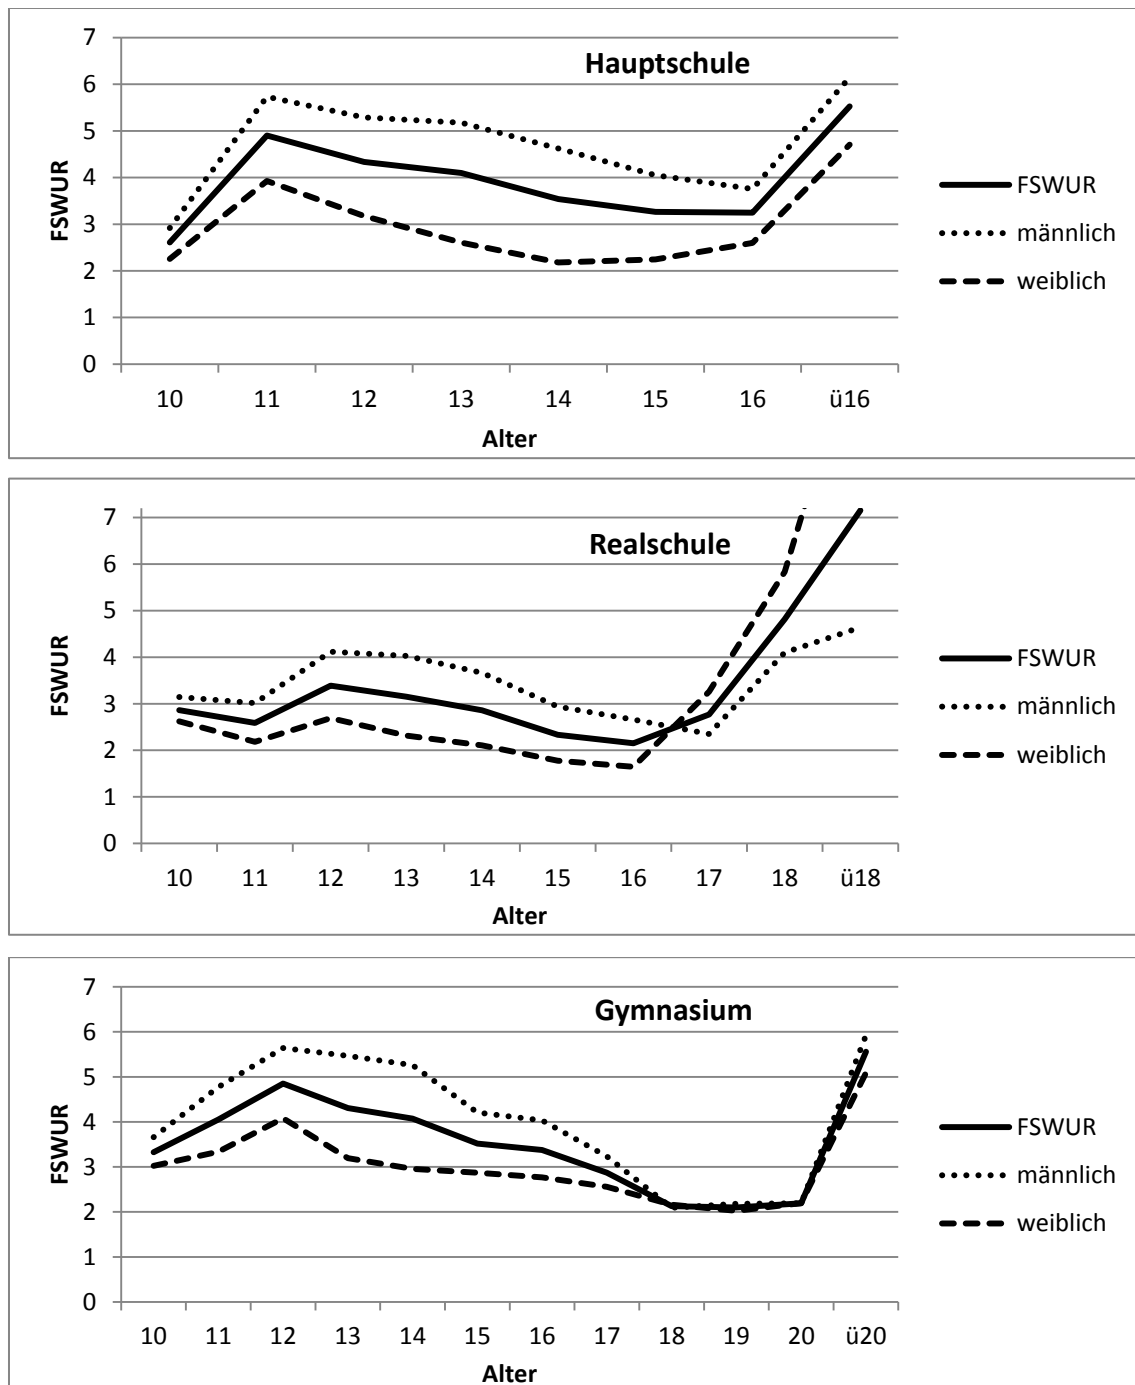 Hauptschule
FSWUR
7
6
5
4
3
2
1
0
10 11 12 13 14 15 16 ü16
Alter
FSWUR
männlich
weiblich
Realschule
FSWUR
7
6
5
4
3
2
1
0
10 11 12 13 14 15 16 17 18 ü18
Alter
FSWUR
männlich
weiblich
Gymnasium
FSWUR
7
6
5
4
3
2
1
0
10 11 12 13 14 15 16 17 18 19 20 ü20
Alter
FSWUR
männlich
weiblich